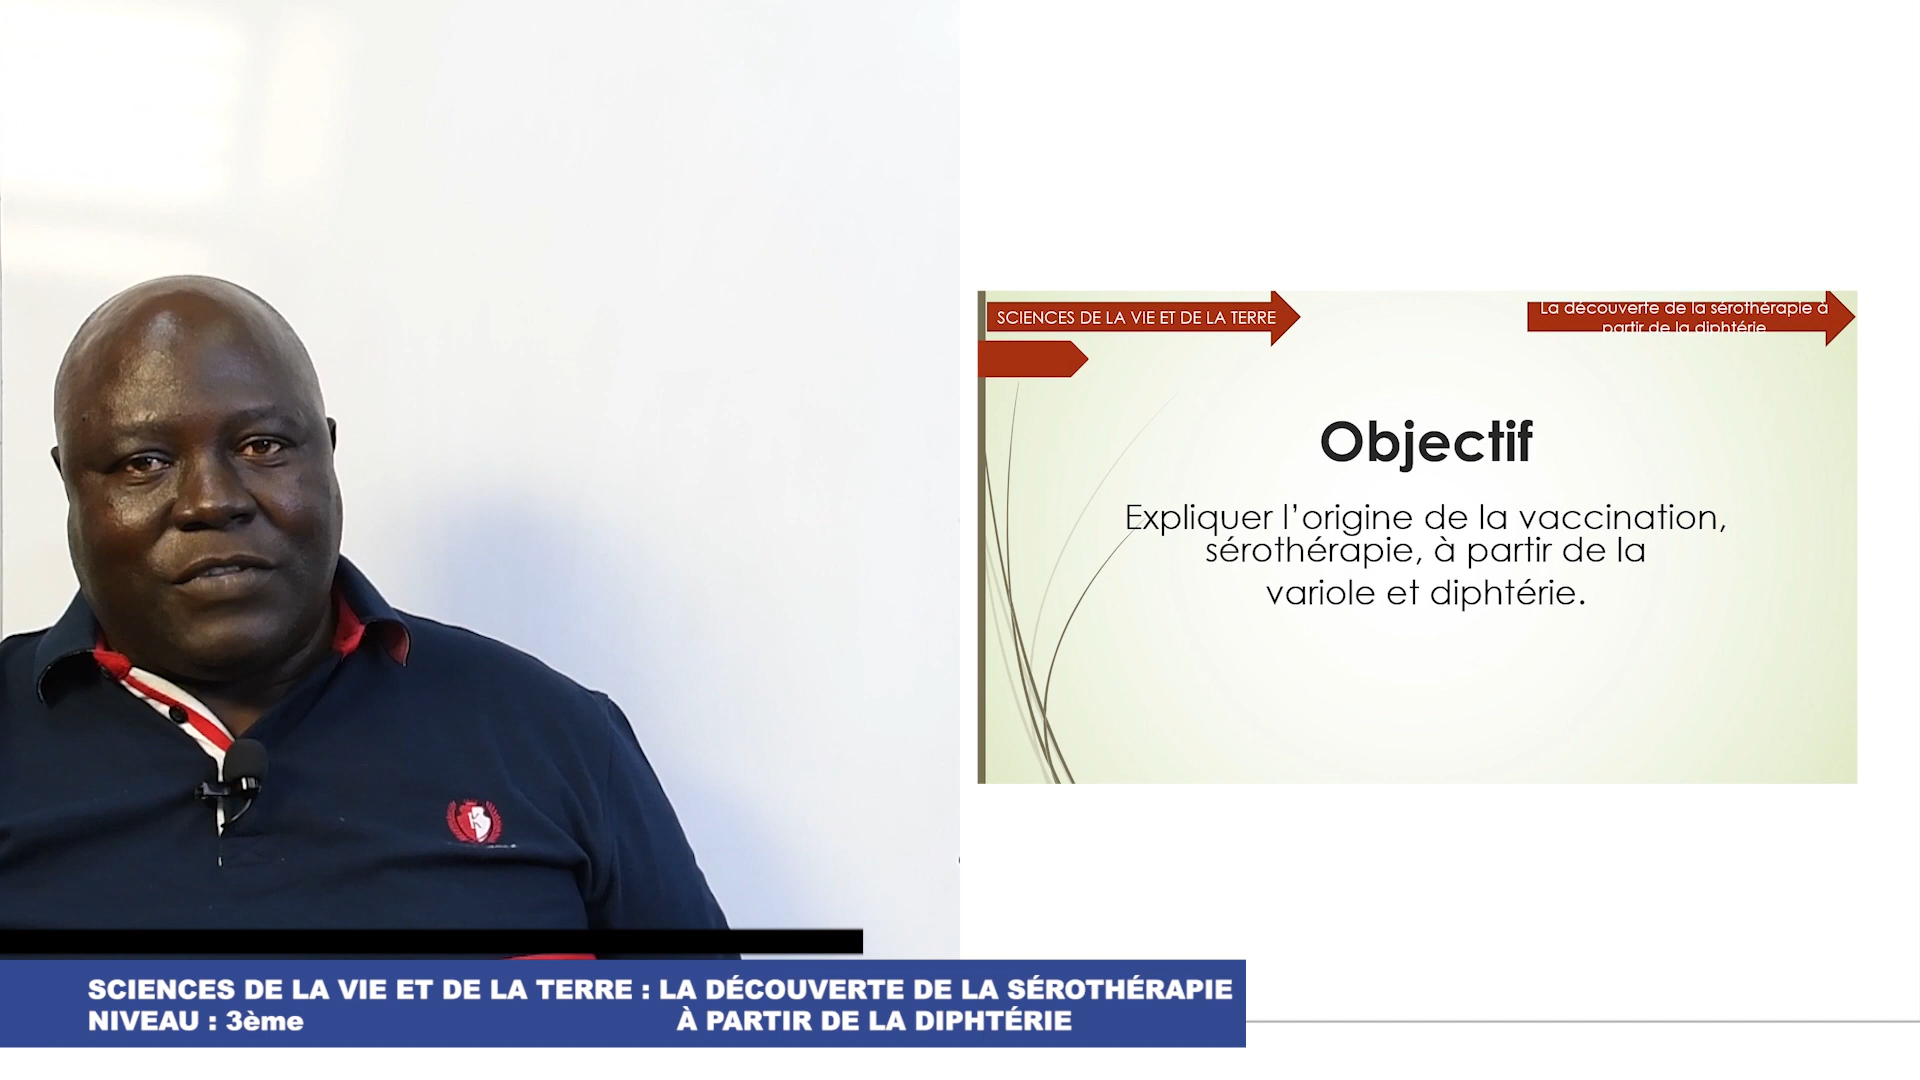 SCIENCES DE LA VIE ET DE LA TERRE
La découverte de la sérothérapie à
partir de la diphtérie
Objectif
Expliquer l’origine de la vaccination,
sérothérapie, à partir de la
variole et diphtérie.
SCIENCES DE LA VIE ET DE LA TERRE : LA DÉCOUVERTE DE LA SÉROTHÉRAPIE
NIVEAU : 3ème À PARTIR DE LA DIPHTÉRIE